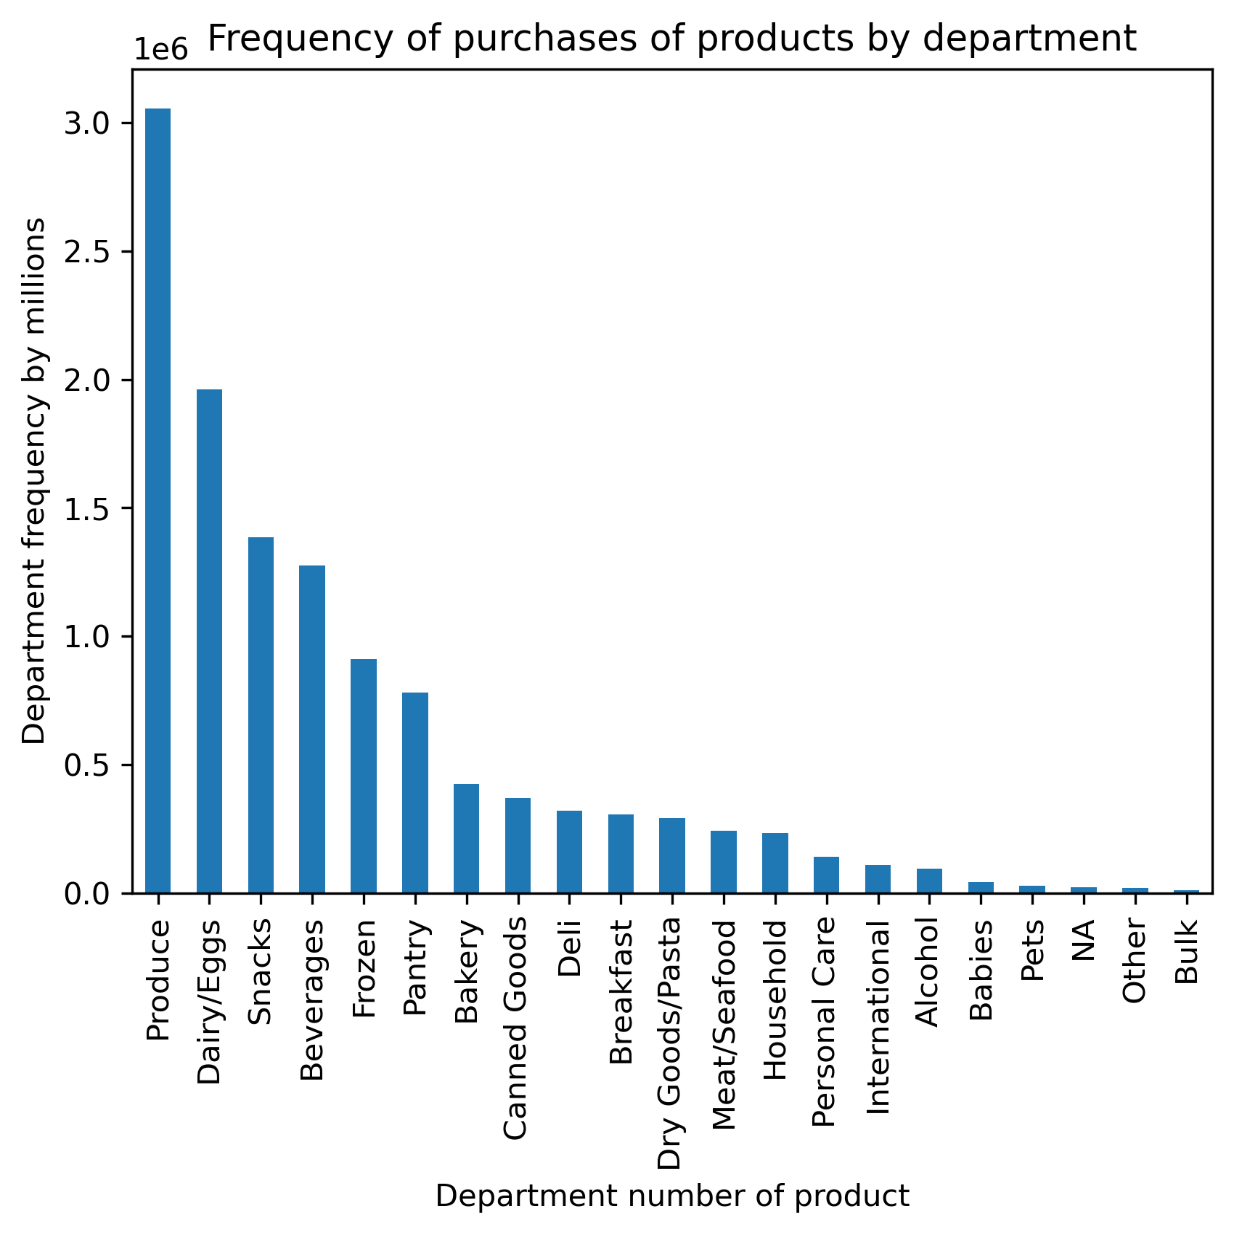 1e6
Frequency of purchases of products by department
3.0
2.5
2.0
1.5
1.0
0.5
0.0
Department frequency by millions
Produce
Dairy/Eggs
Snacks
Beverages
Frozen
Pantry
Bakery
Canned Goods
Deli
Breakfast
Dry Goods/Pasta
Meat/Seafood
Household
Personal Care
International
Alcohol
Babies
Pets
NA
Other
Bulk
Department number of product